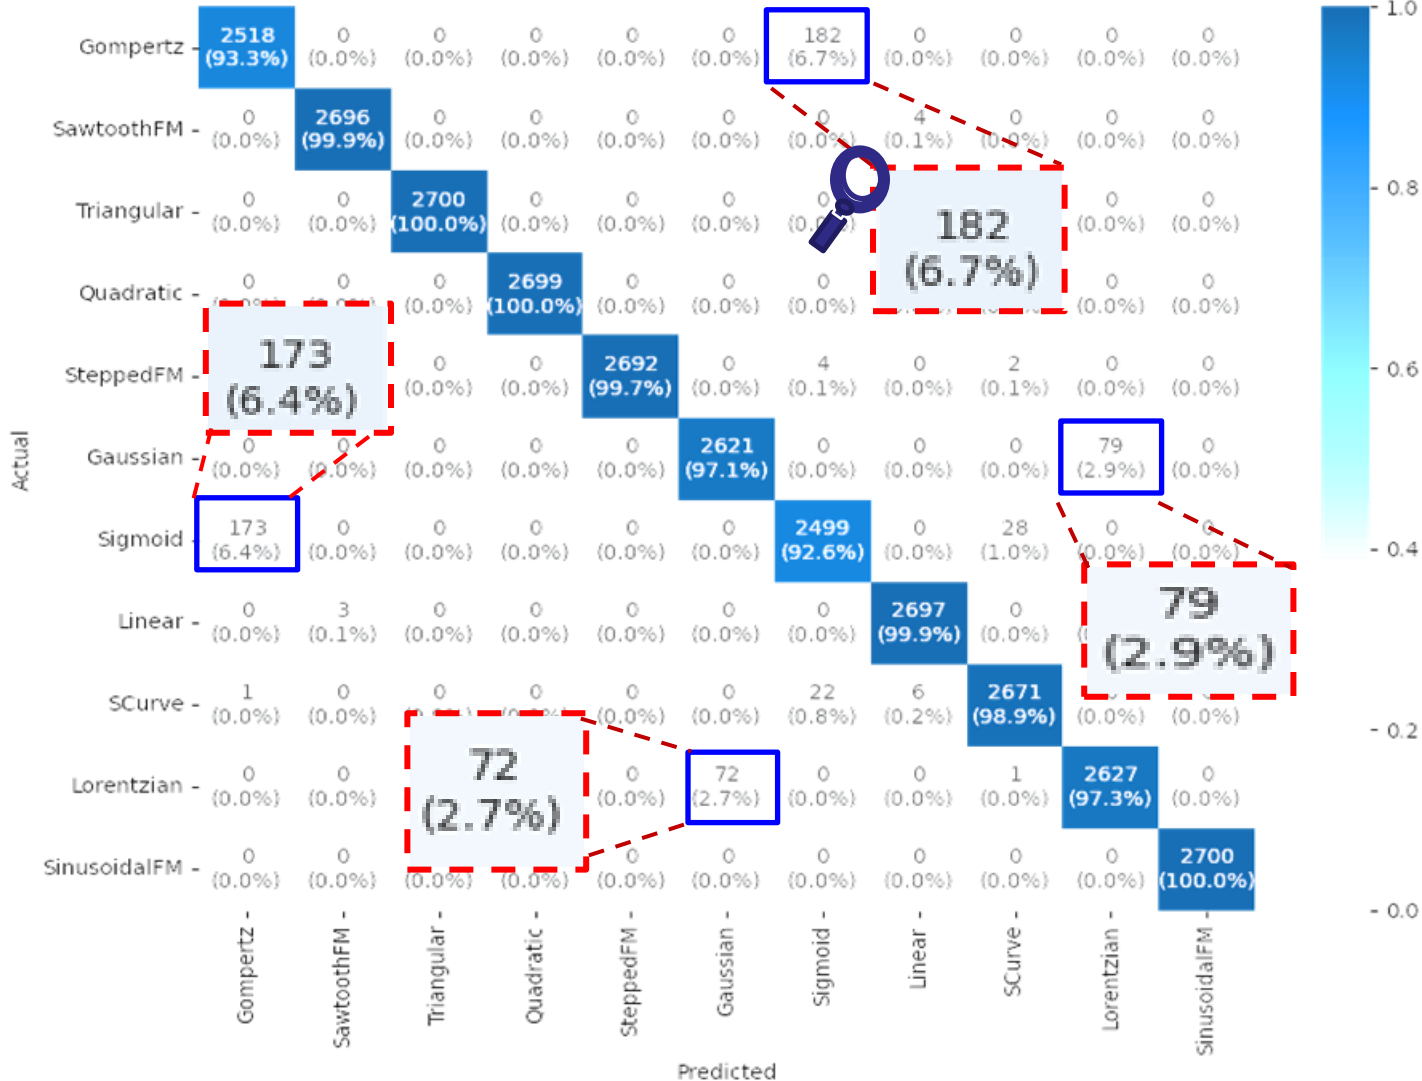 Gompertz 2518 0 0 0 0 0 182 0 0 0 0
(93.3%) (0.0%) (0.0%) (0.0%) (0.0%) (0.0%) (6.7%) (0.0%) (0.0%) (0.0%) (0.0%)
SawtoothFM 0 2696 0 0 0 0 0 4 0 0 0
(0.0%) (99.9%) (0.0%) (0.0%) (0.0%) (0.0%) (0.0%) (0.1%) (0.0%) (0.0%) (0.0%)
Triangular 0 0 2700 0 0 0 0 0 0
(0.0%) (0.0%) (100.0%) (0.0%) (0.0%) (0.0%) (0.0%) (0.0%)
182
(6.7%)
Quadratic 0 0 0 2699 0 0 0 0 0
(0.0%) (100.0%) (0.0%) (0.0%) (0.0%) (0.0%) (0.0%)
173
(6.4%)
SteppedFM 0 0 2692 0 4 0 2 0 0
(0.0%) (0.0%) (99.7%) (0.0%) (0.1%) (0.0%) (0.1%) (0.0%) (0.0%)
Gaussian 0 0 0 0 0 2621 0 0 0 79 0
(0.0%) (0.0%) (0.0%) (0.0%) (0.0%) (97.1%) (0.0%) (0.0%) (0.0%) (2.9%) (0.0%)
Sigmoid 173 0 0 0 0 0 2499 0 28 0 0
(6.4%) (0.0%) (0.0%) (0.0%) (0.0%) (0.0%) (92.6%) (0.0%) (1.0%) (0.0%) (0.0%)
Linear 0 3 0 0 0 0 0 2697 0
(0.0%) (0.1%) (0.0%) (0.0%) (0.0%) (0.0%) (0.0%) (99.9%) (0.0%)
79
(2.9%)
SCurve 1 0 0 0 0 0 22 6 2671
(0.0%) (0.0%) (0.0%) (0.0%) (0.8%) (0.2%) (98.9%) (0.0%) (0.0%)
72
(2.7%)
Lorentzian 0 0 0 72 0 0 1 2627 0
(0.0%) (0.0%) (0.0%) (2.7%) (0.0%) (0.0%) (0.0%) (97.3%) (0.0%)
SinusoidalFM 0 0 0 0 0 0 0 0 2700
(0.0%) (0.0%) (0.0%) (0.0%) (0.0%) (0.0%) (0.0%) (0.0%) (0.0%) (0.0%) (100.0%)
Actual
Gompertz
SawtoothFM
Triangular
Quadratic
SteppedFM
Gaussian
Sigmoid
Linear
SCurve
Lorentzian
SinusoidalFM
Predicted
1.0
0.8
0.6
0.4
0.2
0.0